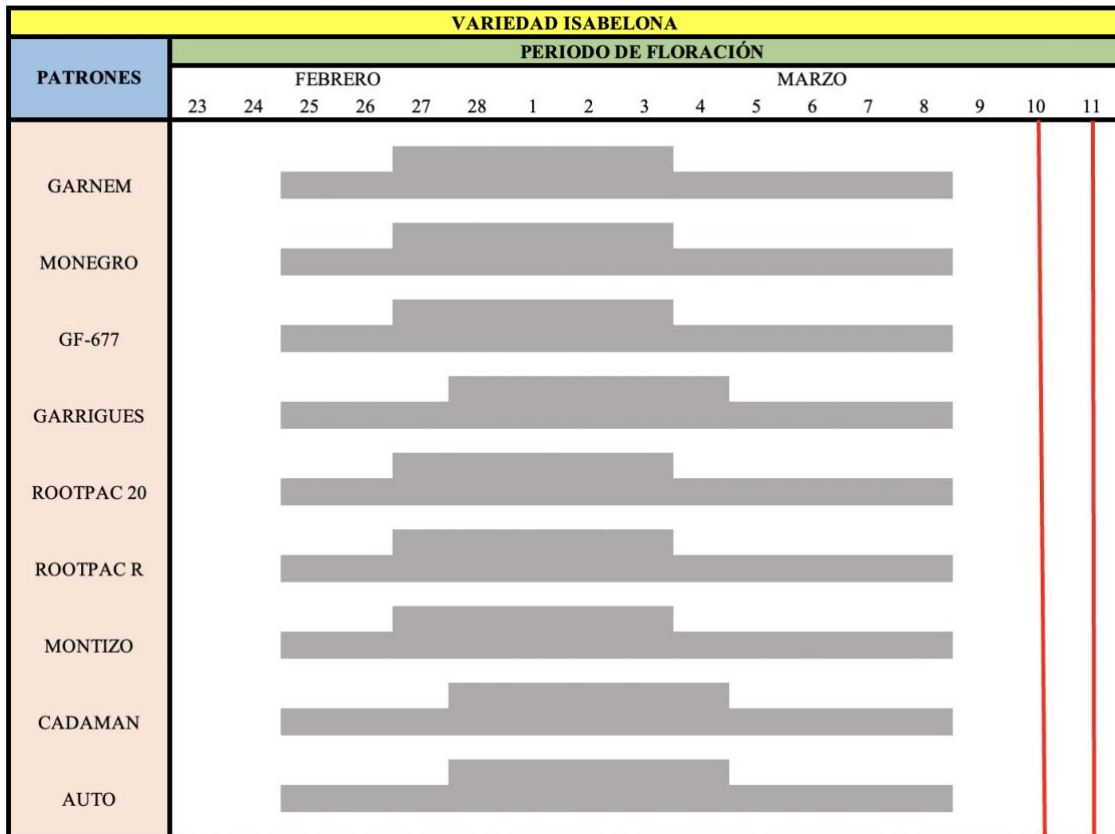 VARIEDAD ISABELONA
PATRONES
PERIODO DE FLORACIÓN
FEBRERO MARZO
23 24 25 26 27 28 1 2 3 4 5 6 7 8 9 10 11
GARNEM
MONEGRO
GF-677
GARRIGUES
ROOTPAC 20
ROOTPAC R
MONTIZO
CADAMAN
AUTO